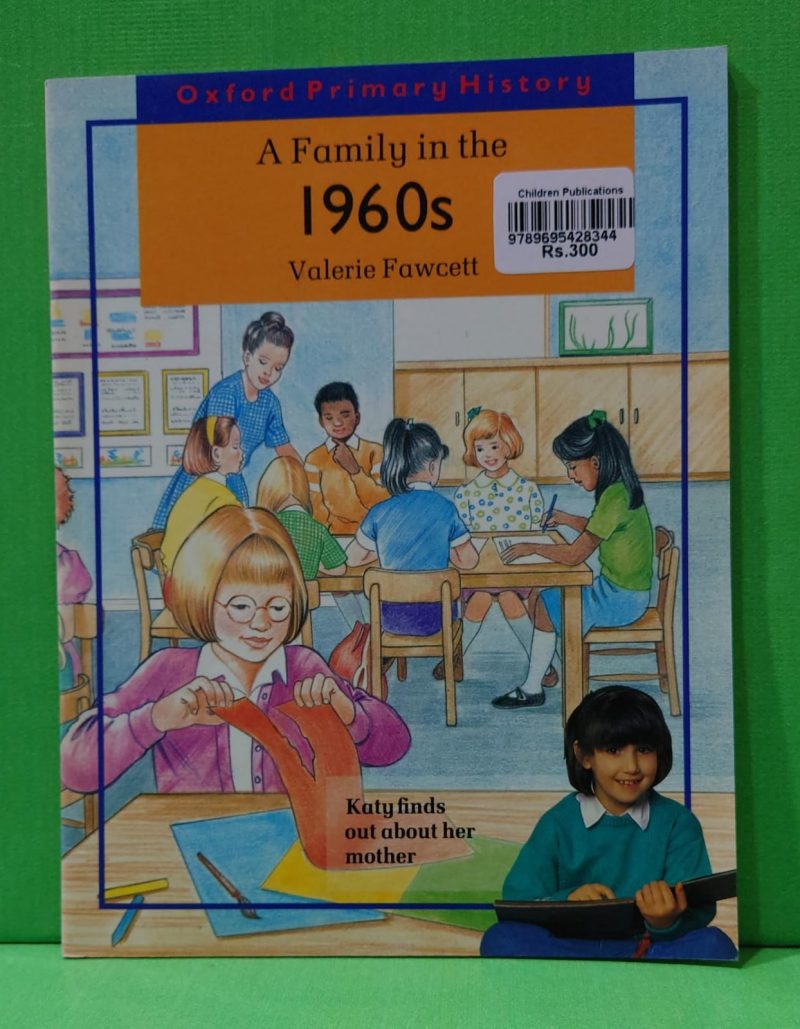 Oxford Primary History
A Family in the
1960s
Valerie Fawcett
Children Publications
9789695428344
Rs.300
Katy finds
out about her
mother